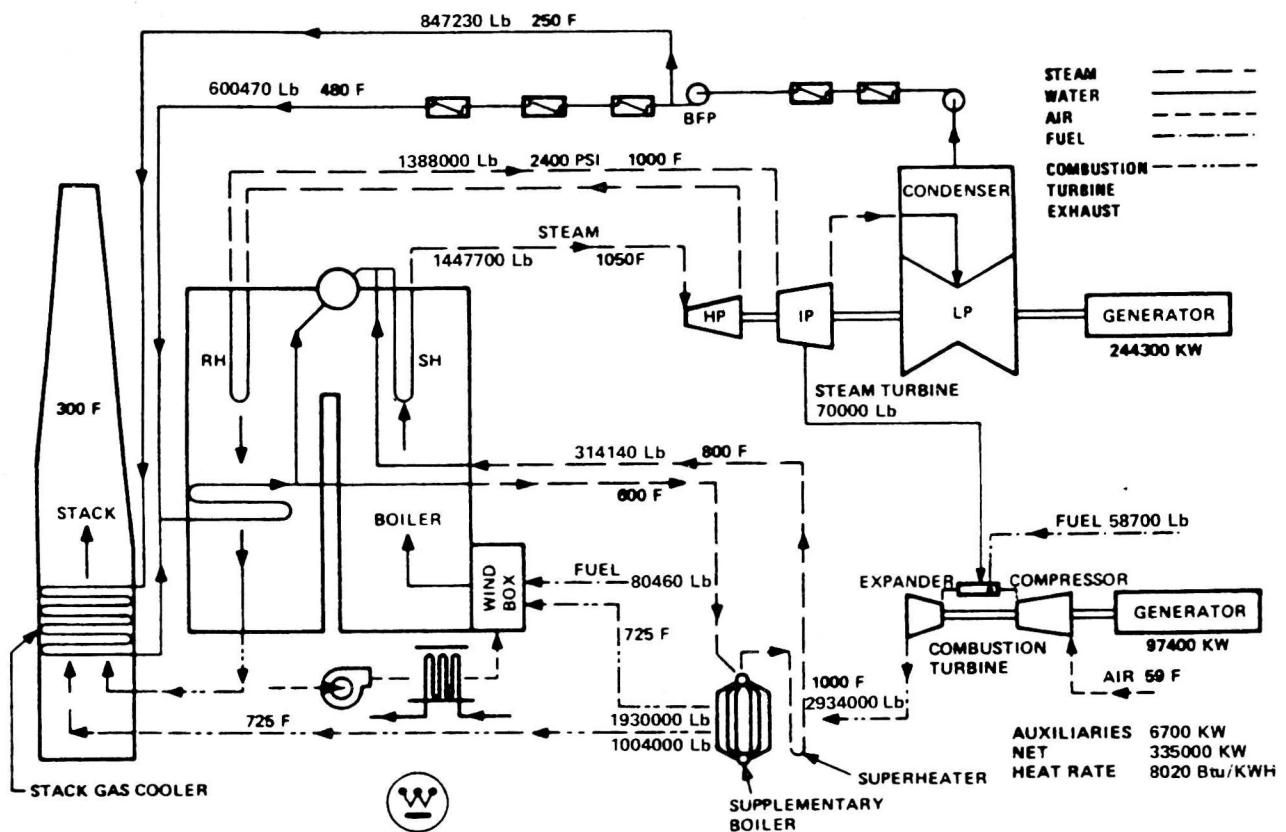 847230 Lb 250 F
600470 Lb 480 F
BFP
STEAM
WATER
AIR
FUEL
COMBUSTION
TURBINE
EXHAUST
1388000 Lb 2400 PSI 1000 F
CONDENSER
STEAM
1447700 Lb 1050F
HP
IP
LP
GENERATOR
244300 KW
RH
SH
STEAM TURBINE
70000 Lb
300 F
314140 Lb 800 F
600 F
STACK
BOILER
WIND
BOX
FUEL
80460 Lb
725 F
FUEL 58700 Lb
EXPANDER
COMPRESSOR
GENERATOR
97400 KW
COMBUSTION
TURBINE
AIR 59 F
1000 F
2934000 Lb
725 F
1930000 Lb
1004000 Lb
AUXILIARIES 6700 KW
NET 335000 KW
HEAT RATE 8020 Btu/KWH
STACK GAS COOLER
SUPERHEATER
SUPPLEMENTARY
BOILER
W